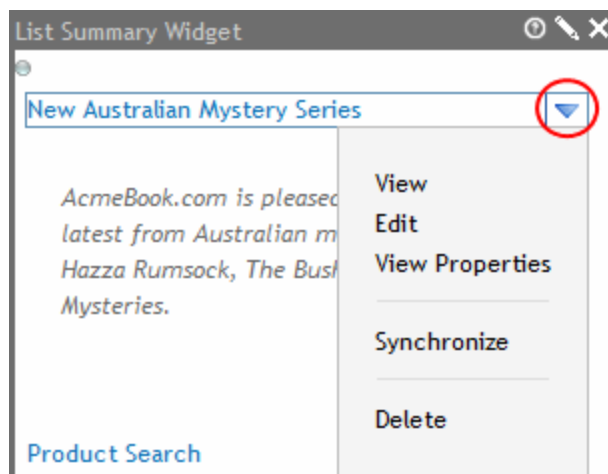 List Summary Widget
New Australian Mystery Series
View
Edit
View Properties
Synchronize
Delete
AcmeBook.com is pleased
latest from Australian m
Hazza Rumsock, The Bush
Mysteries.
Product Search